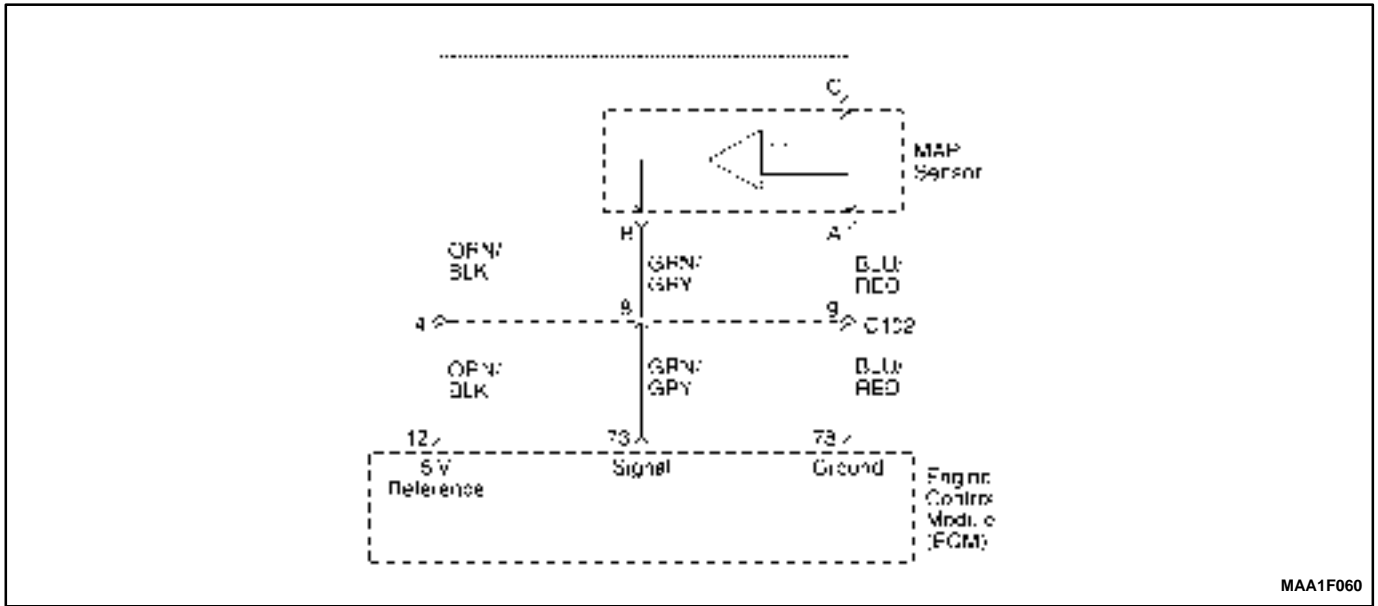 C
MAP
Sensor
B
A
ORN/
BLK
GRN/
GRY
BLU/
RED
4
8
9
C102
ORN/
BLK
GRN/
GRY
BLU/
RED
12
73
5 V
Reference
Signal
Ground
Engine
Control
Module
(ECM)
MAA1F060